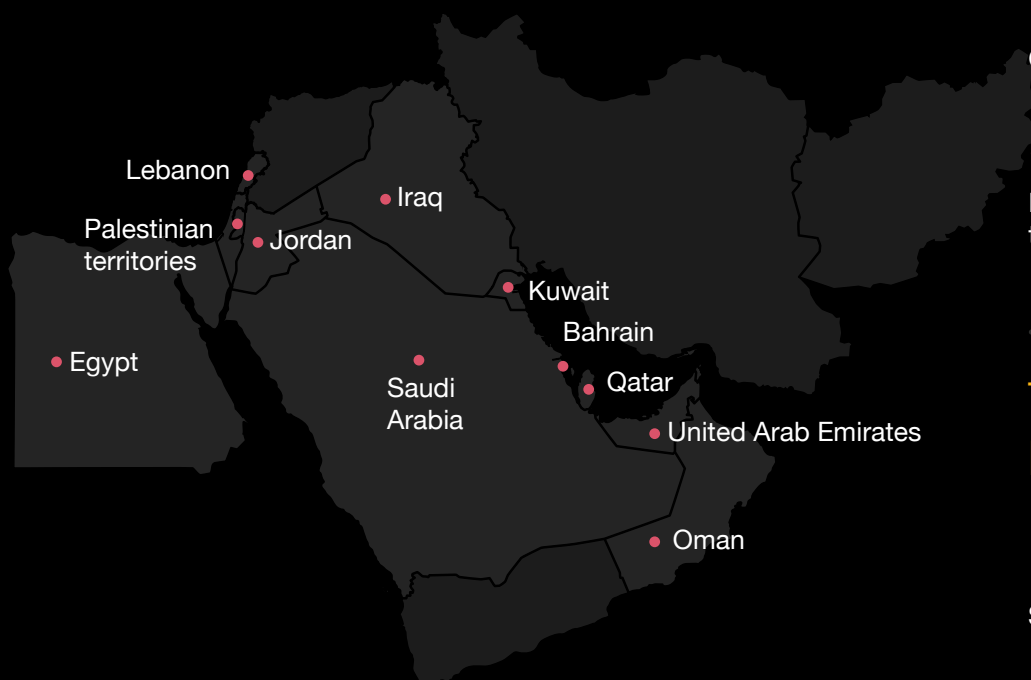 Lebanon
Iraq
Palestinian
territories
Jordan
Kuwait
Bahrain
Egypt
Saudi
Arabia
Qatar
United Arab Emirates
Oman